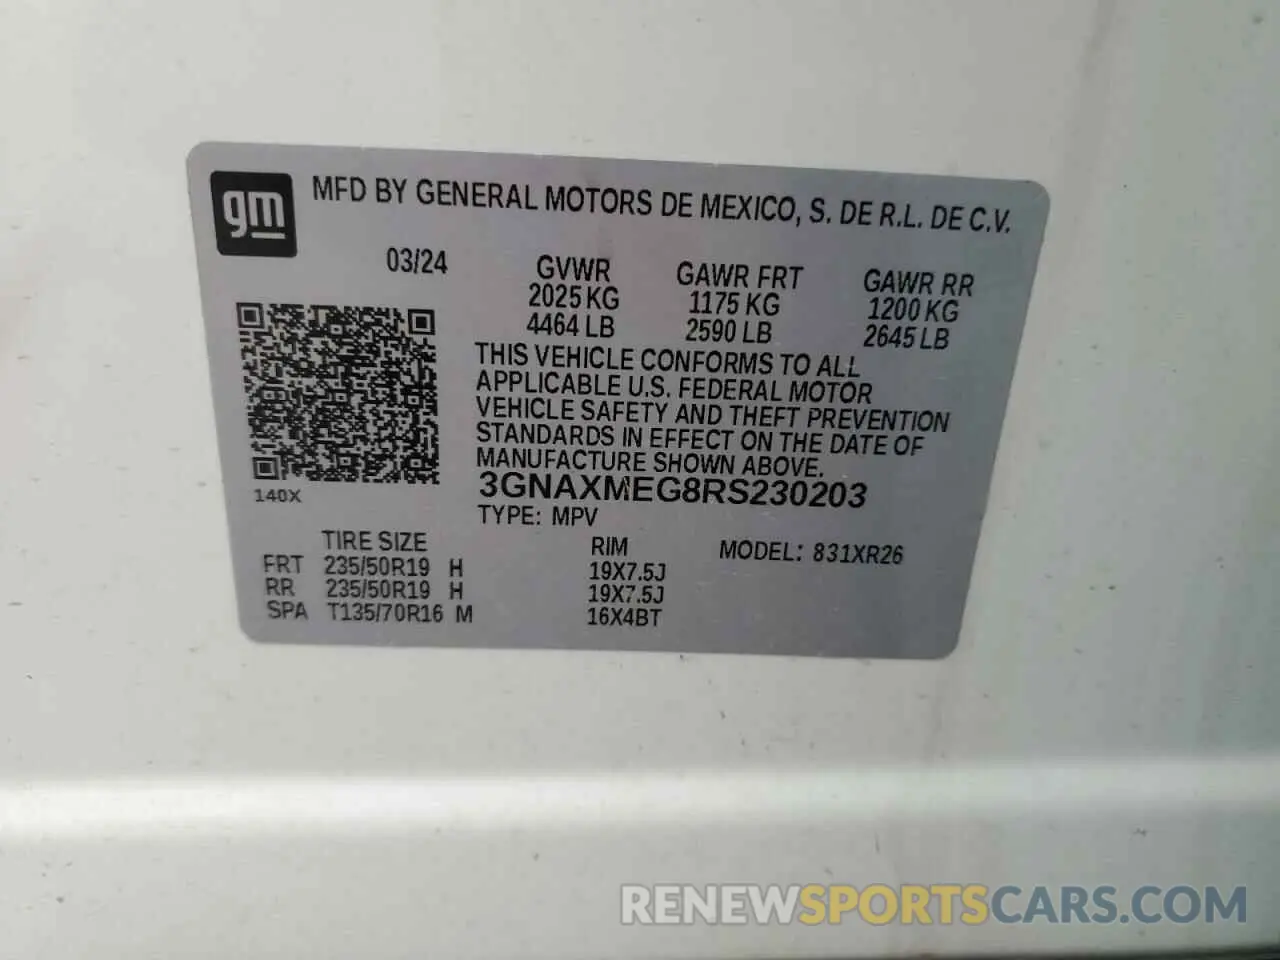 gm
MFD BY GENERAL MOTORS DE MEXICO, S. DE R.L. DE C.V.
03/24 GVWR GAWR FRT GAWR RR
2025 KG 1175 KG 1200 KG
4464 LB 2590 LB 2645 LB
THIS VEHICLE CONFORMS TO ALL
APPLICABLE U.S. FEDERAL MOTOR
VEHICLE SAFETY AND THEFT PREVENTION
STANDARDS IN EFFECT ON THE DATE OF
MANUFACTURE SHOWN ABOVE.
140X 3GNAXMEG8RS230203
TYPE: MPV
TIRE SIZE RIM MODEL: 831XR26
FRT 235/50R19 H 19X7.5J
RR 235/50R19 H 19X7.5J
SPA T135/70R16 M 16X4BT
RENEWSPORTSCARS.COM